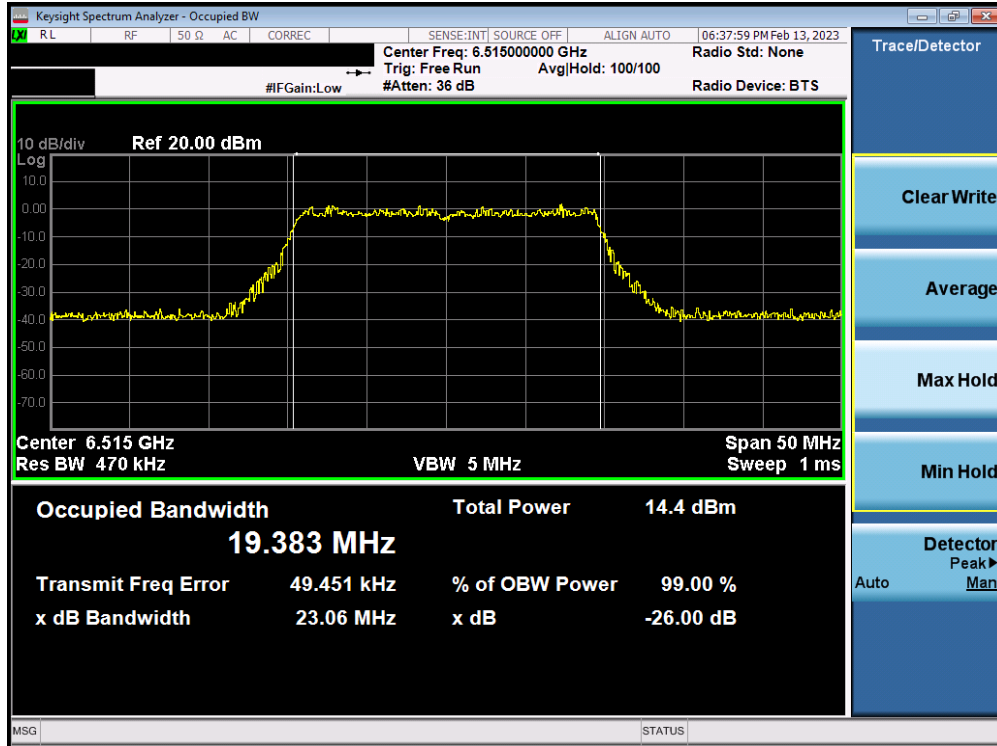 Keysight Spectrum Analyzer - Occupied BW
LXI RL RF 50 Ω AC CORREC SENSE:INT SOURCE OFF ALIGN AUTO 06:37:59 PM Feb 13, 2023
Center Freq: 6.515000000 GHz Radio Std: None
Trig: Free Run Avg|Hold: 100/100
#IFGain:Low #Atten: 36 dB Radio Device: BTS
Trace/Detector
10 dB/div Ref 20.00 dBm
Log
10.0
0.00
-10.0
-20.0
-30.0
-40.0
-50.0
-60.0
-70.0
Center 6.515 GHz Span 50 MHz
Res BW 470 kHz VBW 5 MHz Sweep 1 ms
Occupied Bandwidth Total Power 14.4 dBm
19.383 MHz
Transmit Freq Error 49.451 kHz % of OBW Power 99.00 %
x dB Bandwidth 23.06 MHz x dB -26.00 dB
Clear Write
Average
Max Hold
Min Hold
Detector
Peak▶
Auto Man
MSG STATUS